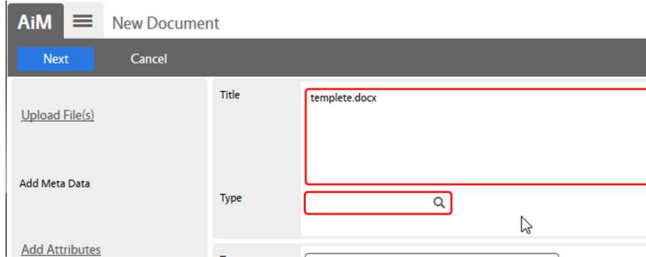 AiM New Document
Next Cancel
Upload File(s)
Title
templete.docx
Add Meta Data
Type
Add Attributes